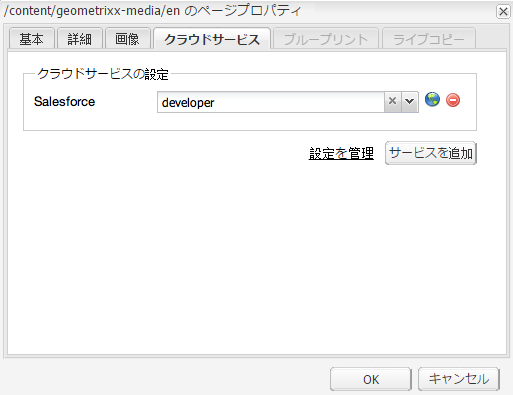 /content/geometrixx-media/en のページプロパティ
基本 詳細 画像 クラウドサービス ブループリント ライブコピー
クラウドサービスの設定
Salesforce developer
設定を管理 サービスを追加
OK キャンセル